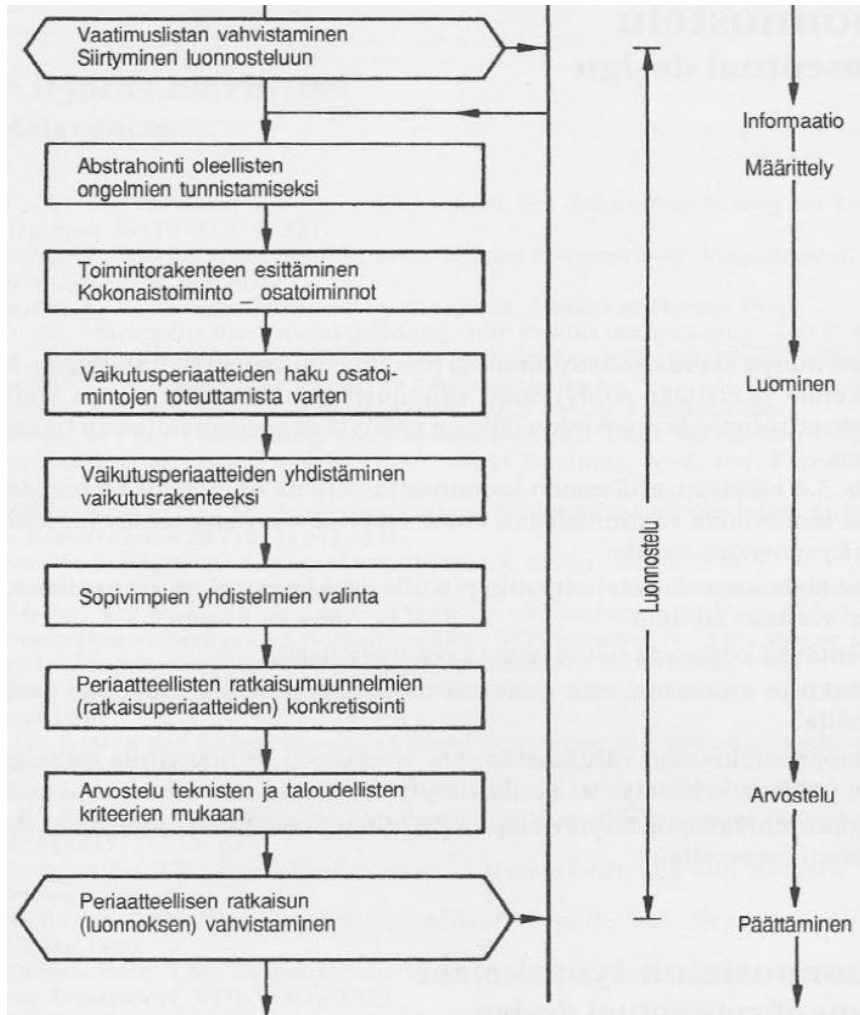 Vaatimuslistan vahvistaminen
Siirtyminen luonnosteluun
Abstrahointi oleellisten
ongelmien tunnistamiseksi
Toimintorakenteen esittäminen
Kokonaistoiminto _ osatoiminnot
Vaikutusperiaatteiden haku osatoi-
mintojen toteuttamista varten
Vaikutusperiaatteiden yhdistäminen
vaikutusrakenteeksi
Sopivimpien yhdistelmien valinta
Periaatteellisten ratkaisumuunnelmien
(ratkaisuperiaatteiden) konkretisointi
Arvostelu teknisten ja taloudellisten
kriteerien mukaan
Periaatteellisen ratkaisun
(luonnoksen) vahvistaminen
Luonnostelu
Informaatio
Määrittely
Luominen
Arvostelu
Päättäminen